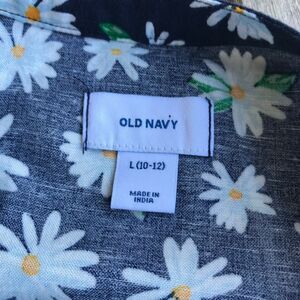 OLD NAVY
L (10-12)
MADE IN
INDIA